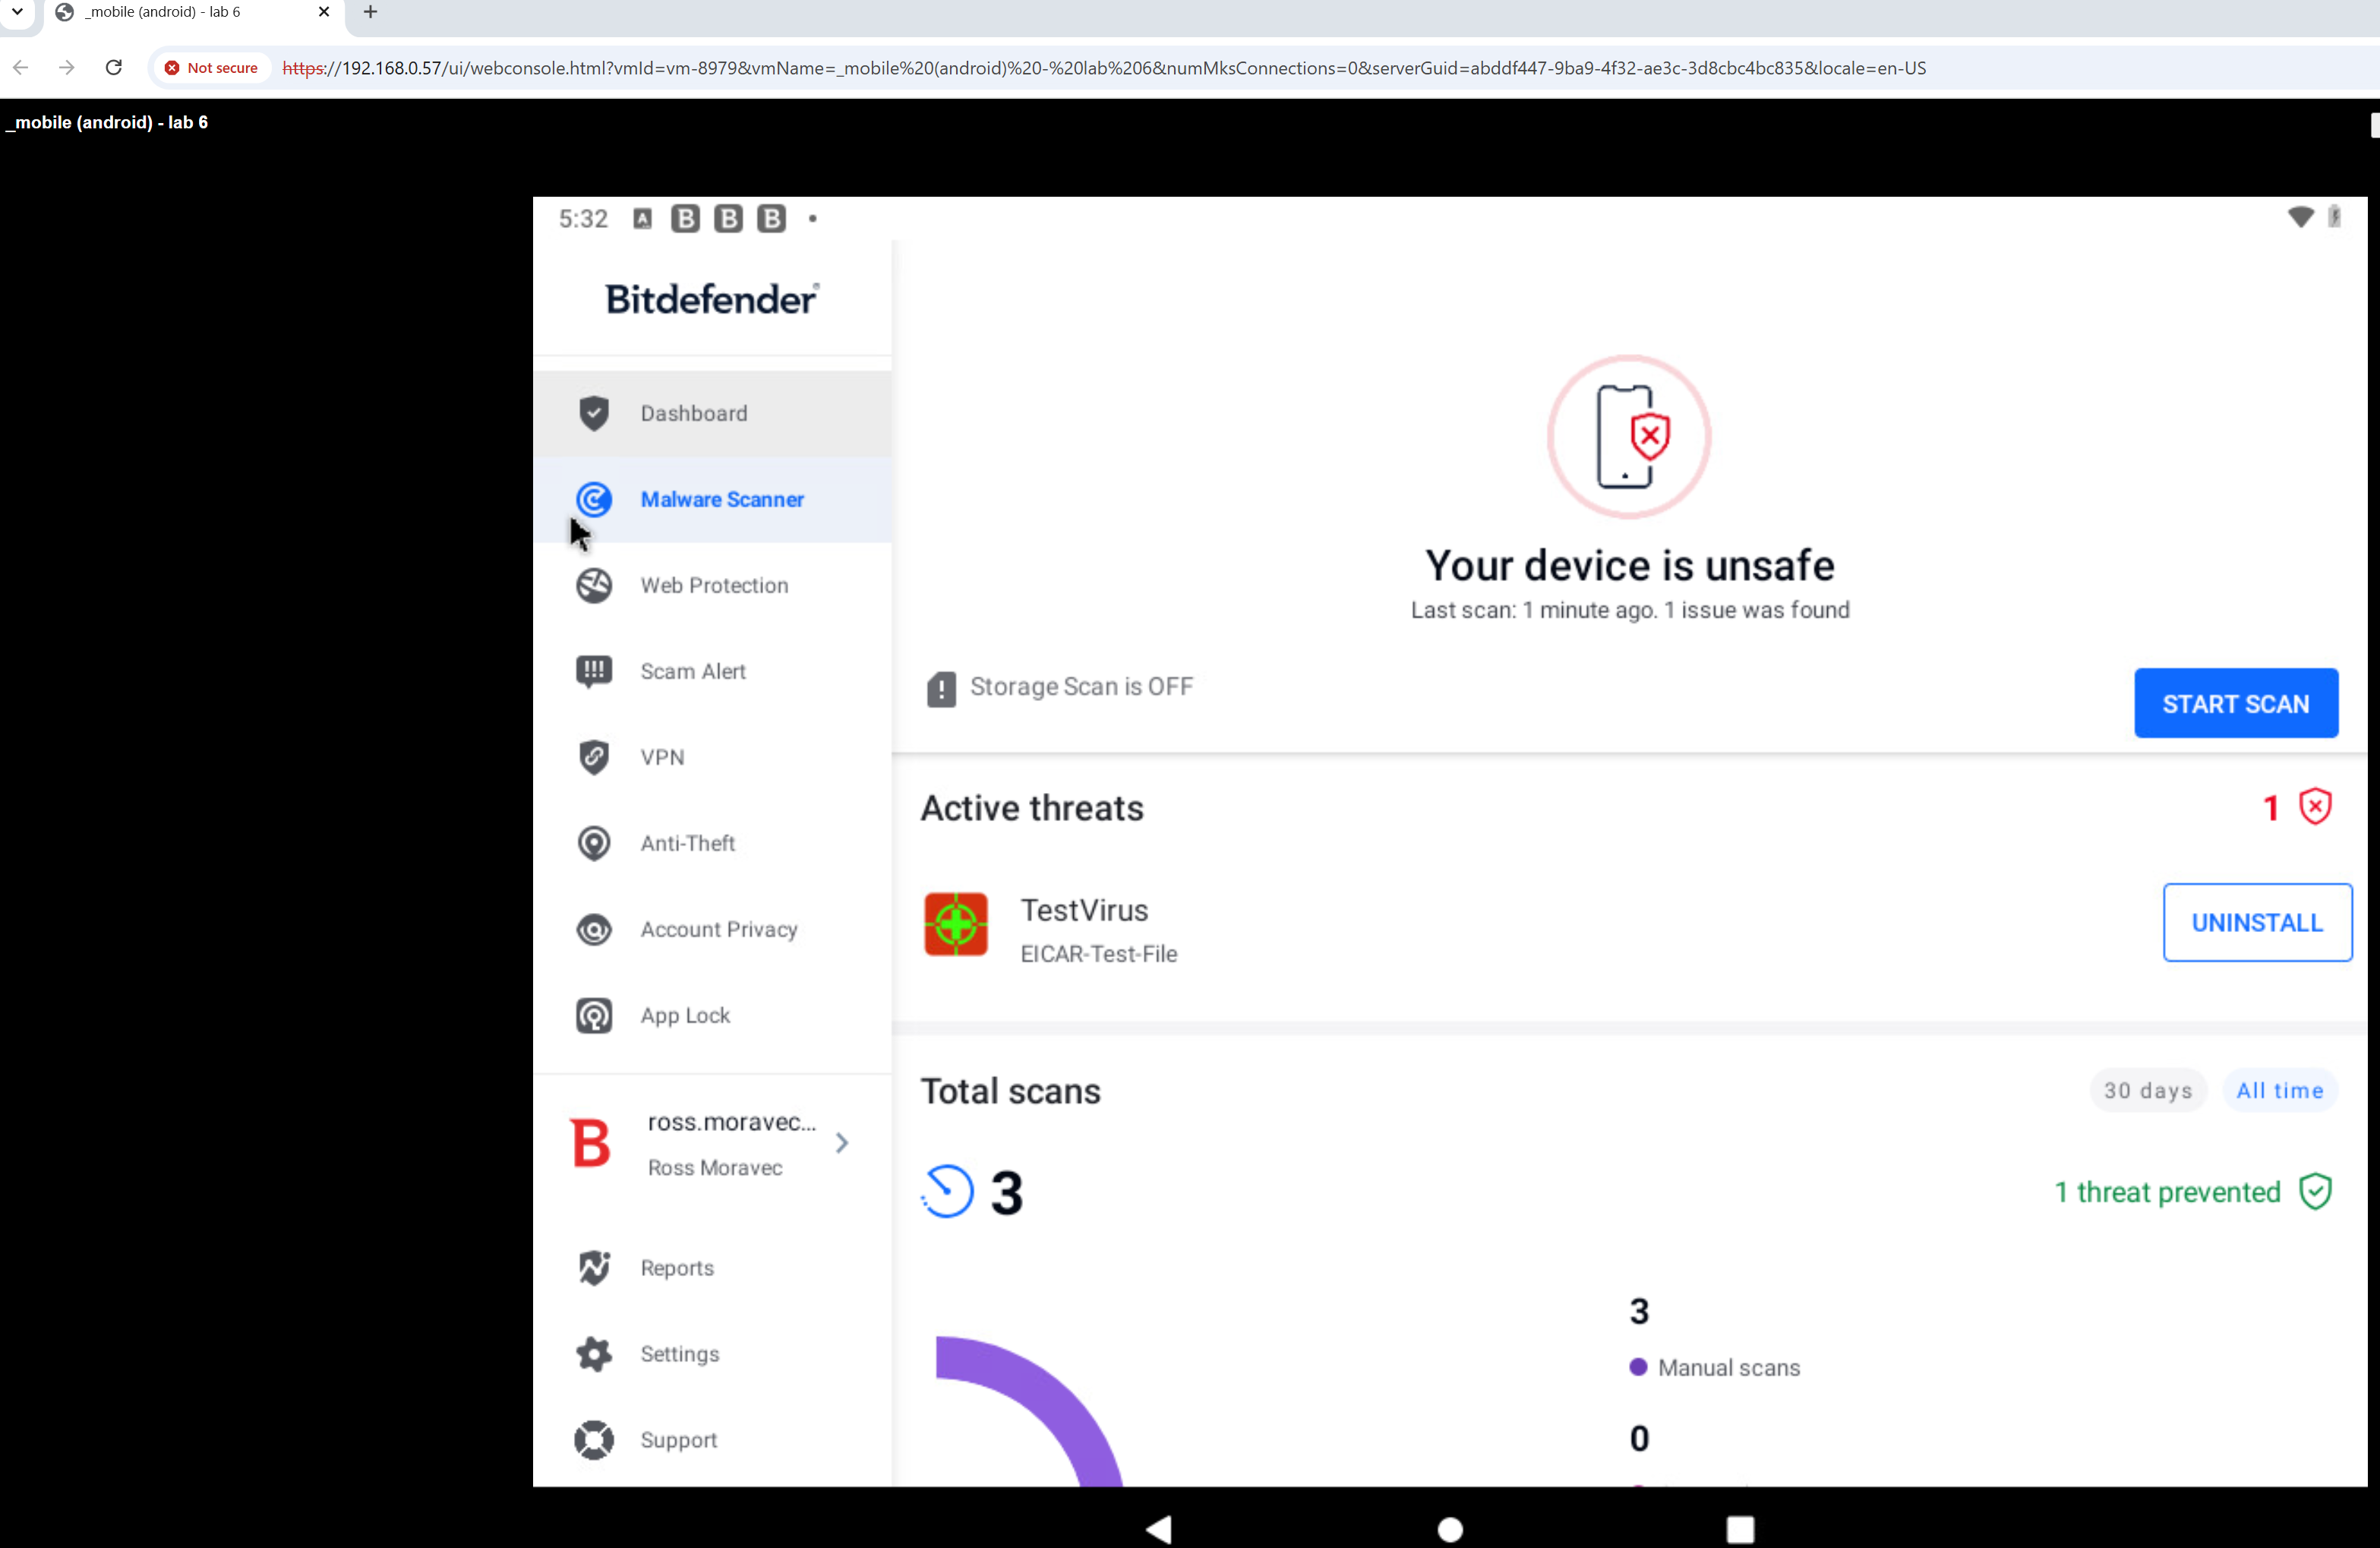 _mobile (android) - lab 6
Not secure
https://192.168.0.57/ui/webconsole.html?vmId=vm-8979&vmName=_mobile%20(android)%20-%20lab%206&numMksConnections=0&serverGuid=abddf447-9ba9-4f32-ae3c-3d8cbc4bc835&locale=en-US
_mobile (android) - lab 6
5:32 A B B B
Bitdefender
Dashboard
Malware Scanner
Web Protection
Scam Alert
VPN
Anti-Theft
Account Privacy
App Lock
B
ross.moravec...
Ross Moravec
Reports
Settings
Support
Your device is unsafe
Last scan: 1 minute ago. 1 issue was found
Storage Scan is OFF
START SCAN
Active threats
1
TestVirus
EICAR-Test-File
UNINSTALL
Total scans
30 days
All time
3
1 threat prevented
3
Manual scans
0